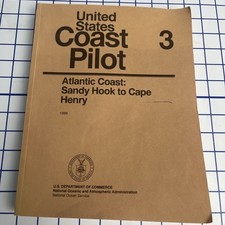 United
States
Coast
Pilot
3
Atlantic Coast:
Sandy Hook to Cape
Henry
U.S. DEPARTMENT OF COMMERCE
National Oceanic and Atmospheric Administration
National Ocean Service